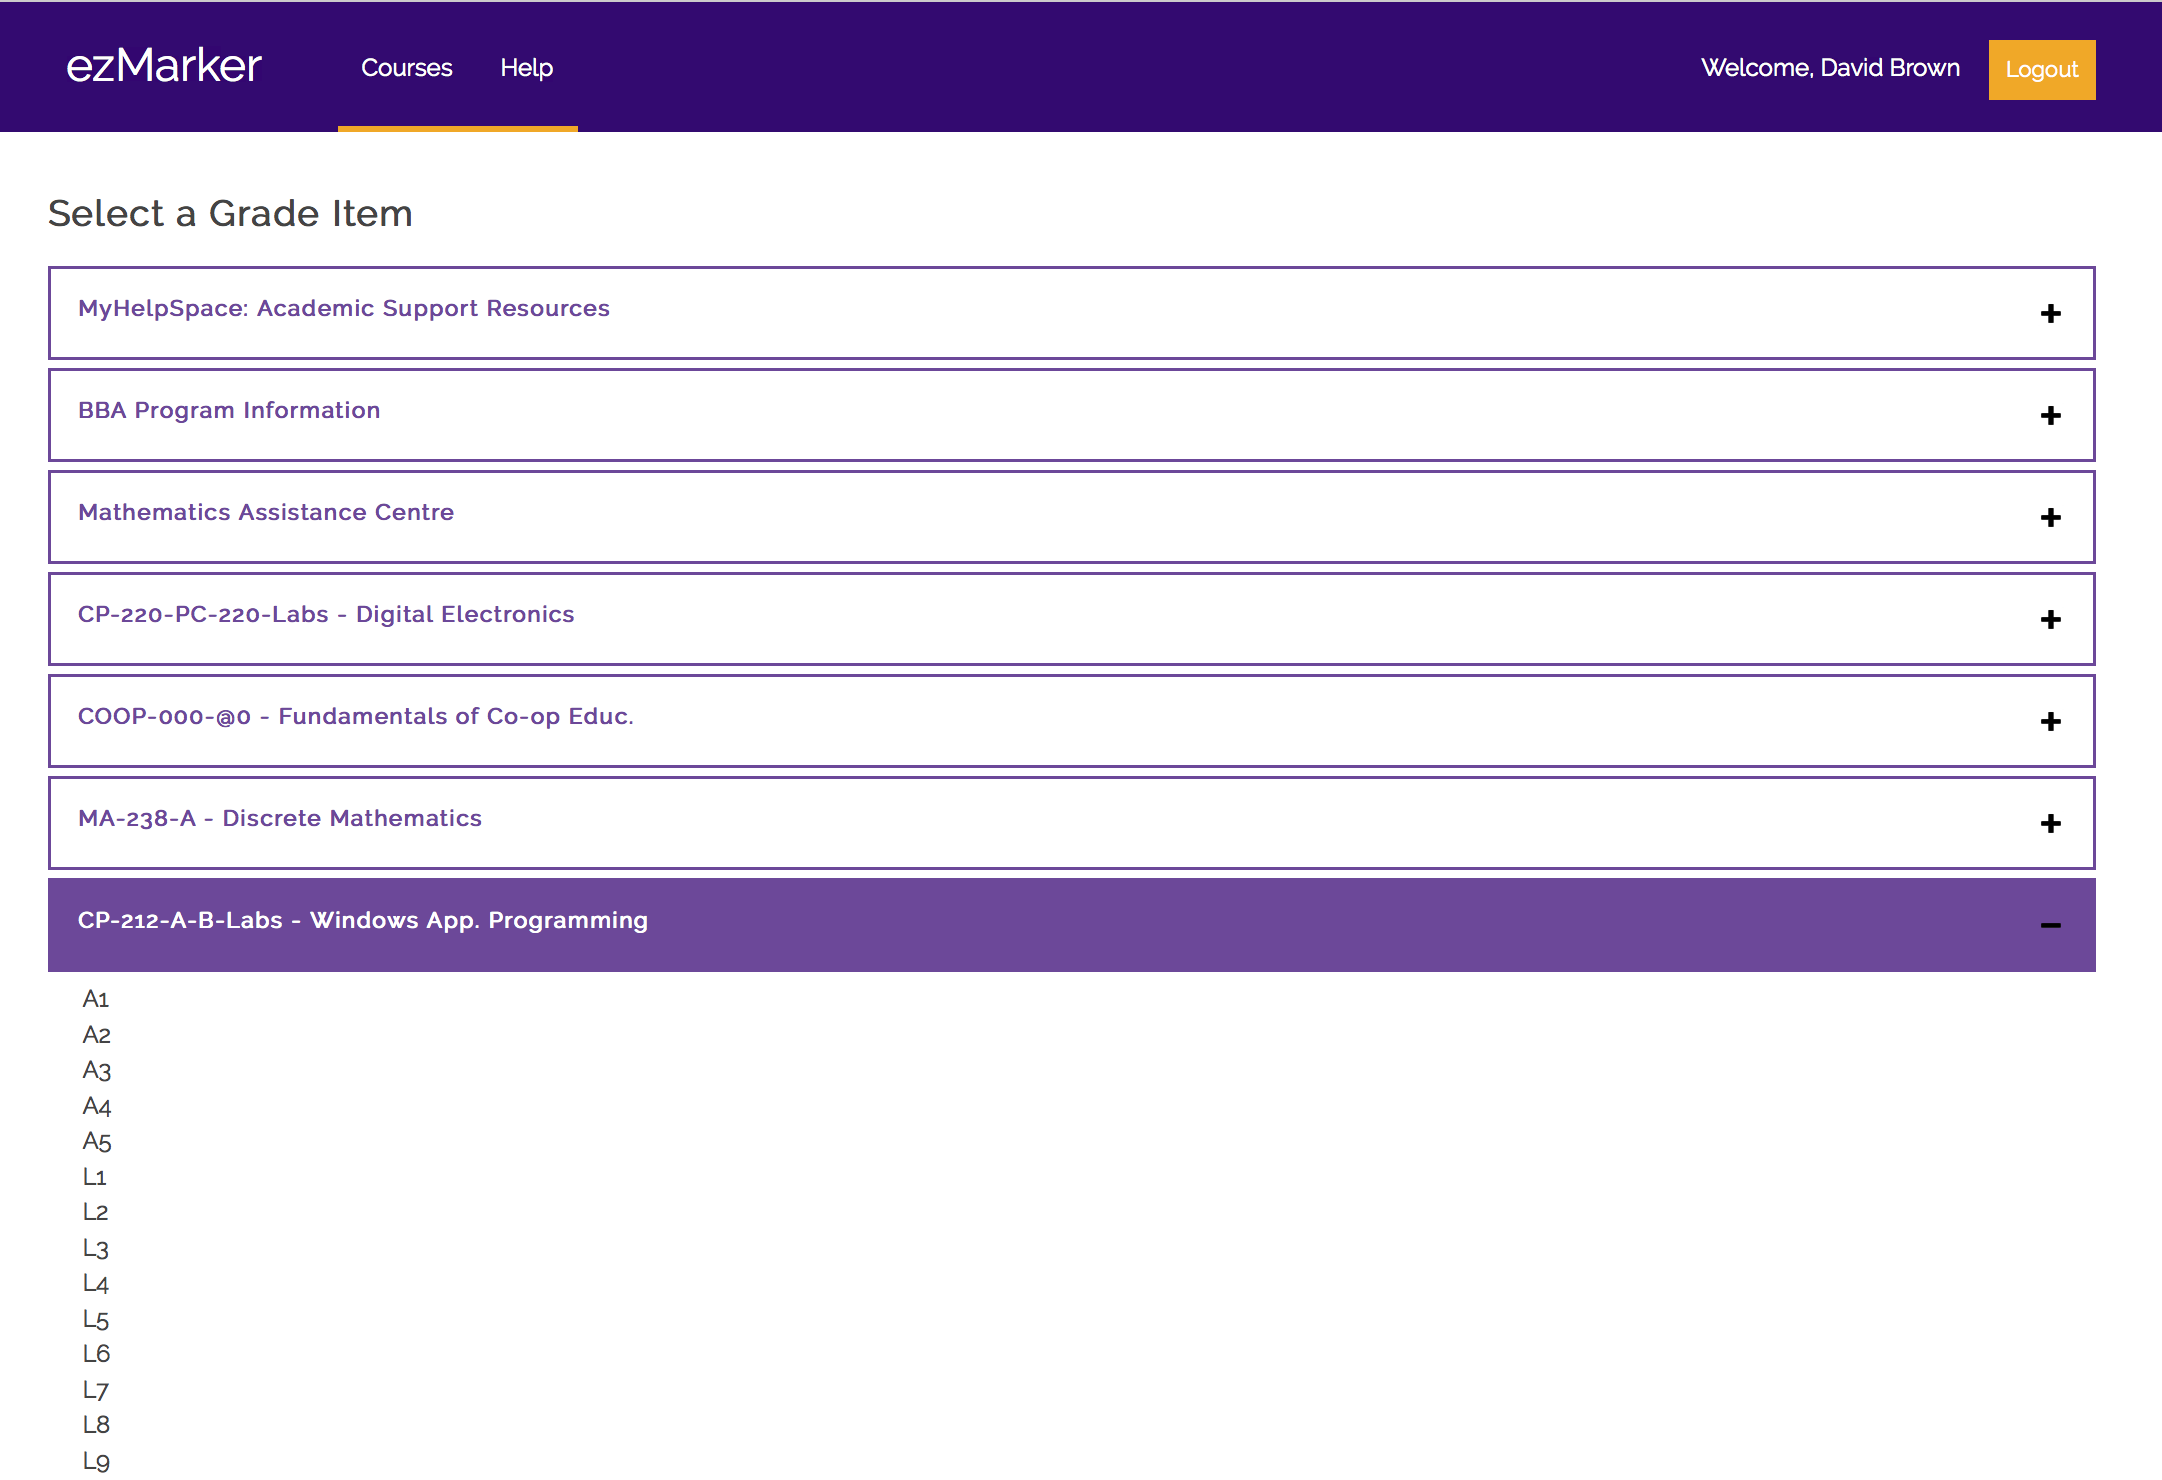 ezMarker Courses Help Welcome, David Brown Logout
Select a Grade Item
MyHelpSpace: Academic Support Resources
BBA Program Information
Mathematics Assistance Centre
CP-220-PC-220-Labs - Digital Electronics
COOP-000-@0 - Fundamentals of Co-op Educ.
MA-238-A - Discrete Mathematics
CP-212-A-B-Labs - Windows App. Programming
A1
A2
A3
A4
A5
L1
L2
L3
L4
L5
L6
L7
L8
L9